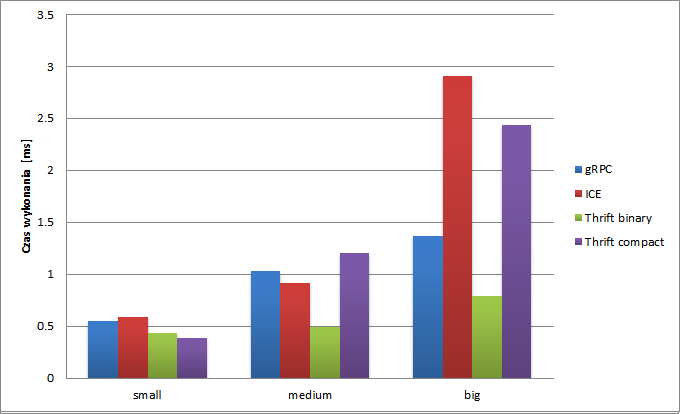 3.5
3
2.5
2
1.5
1
0.5
0
Czas wykonania [ms]
small medium big
gRPC
ICE
Thrift binary
Thrift compact